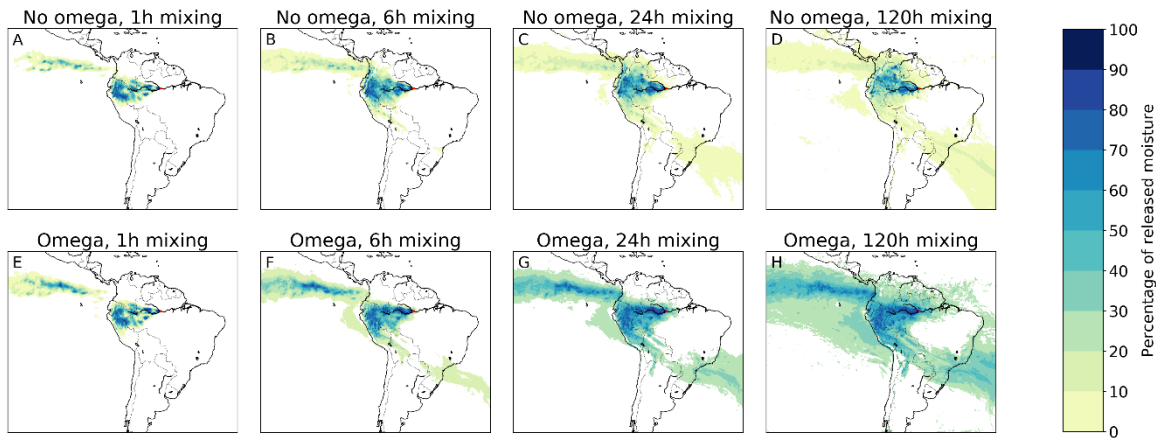 No omega, 1h mixing
No omega, 6h mixing
No omega, 24h mixing
No omega, 120h mixing
A
B
C
D
Omega, 1h mixing
Omega, 6h mixing
Omega, 24h mixing
Omega, 120h mixing
E
F
G
H
100
90
80
70
60
50
40
30
20
10
0
Percentage of released moisture